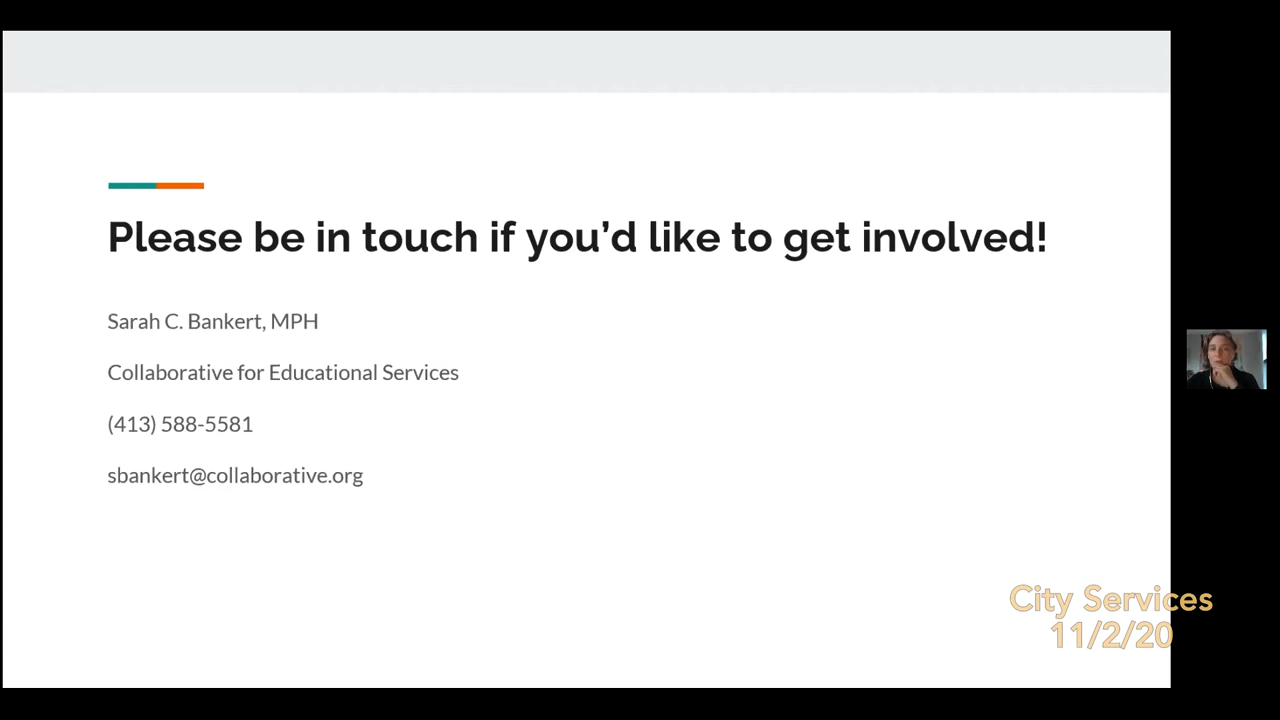 Please be in touch if you’d like to get involved!
Sarah C. Bankert, MPH
Collaborative for Educational Services
(413) 588-5581
sbankert@collaborative.org
City Services
11/2/20